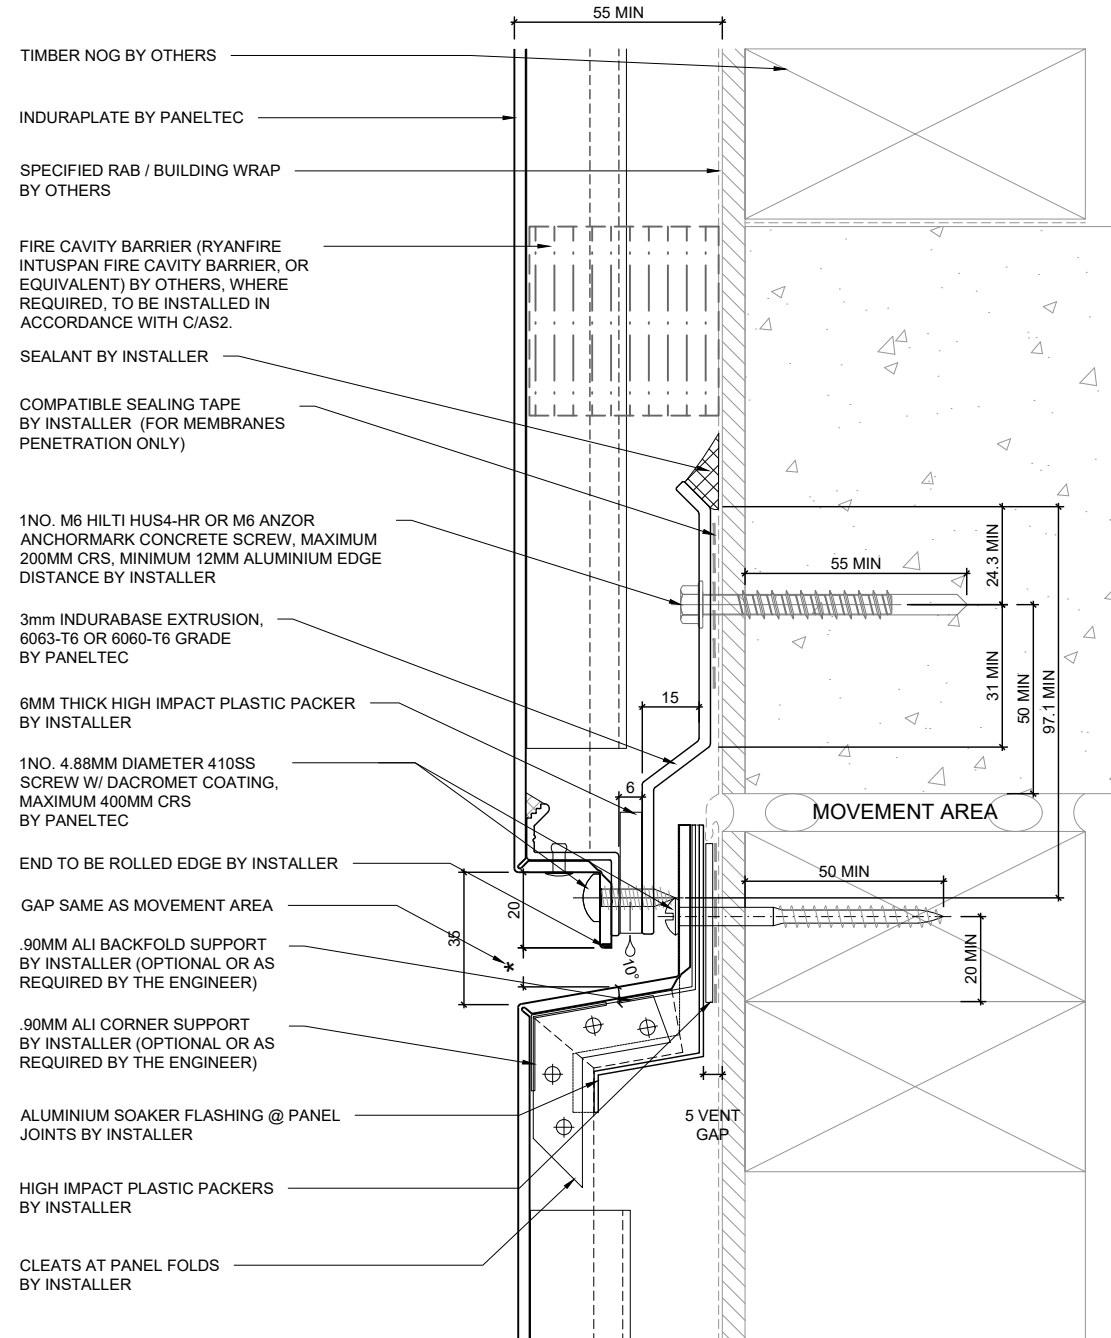 55 MIN
TIMBER NOG BY OTHERS
INDURAPLATE BY PANELTEC
SPECIFIED RAB / BUILDING WRAP
BY OTHERS
FIRE CAVITY BARRIER (RYANFIRE
INTUSPAN FIRE CAVITY BARRIER, OR
EQUIVALENT) BY OTHERS, WHERE
REQUIRED, TO BE INSTALLED IN
ACCORDANCE WITH C/AS2.
SEALANT BY INSTALLER
COMPATIBLE SEALING TAPE
BY INSTALLER (FOR MEMBRANES
PENETRATION ONLY)
1NO. M6 HILTI HUS4-HR OR M6 ANZOR
ANCHORMARK CONCRETE SCREW, MAXIMUM
200MM CRS, MINIMUM 12MM ALUMINIUM EDGE
DISTANCE BY INSTALLER
3mm INDURABASE EXTRUSION,
6063-T6 OR 6060-T6 GRADE
BY PANELTEC
6MM THICK HIGH IMPACT PLASTIC PACKER
BY INSTALLER
1NO. 4.88MM DIAMETER 410SS
SCREW W/ DACROMET COATING,
MAXIMUM 400MM CRS
BY PANELTEC
END TO BE ROLLED EDGE BY INSTALLER
GAP SAME AS MOVEMENT AREA
.90MM ALI BACKFOLD SUPPORT
BY INSTALLER (OPTIONAL OR AS
REQUIRED BY THE ENGINEER)
.90MM ALI CORNER SUPPORT
BY INSTALLER (OPTIONAL OR AS
REQUIRED BY THE ENGINEER)
ALUMINIUM SOAKER FLASHING @ PANEL
JOINTS BY INSTALLER
HIGH IMPACT PLASTIC PACKERS
BY INSTALLER
CLEATS AT PANEL FOLDS
BY INSTALLER
55 MIN
24.3 MIN
31 MIN
50 MIN
97.1 MIN
15
6
MOVEMENT AREA
50 MIN
20 MIN
20
35
*
10°
5 VENT
GAP